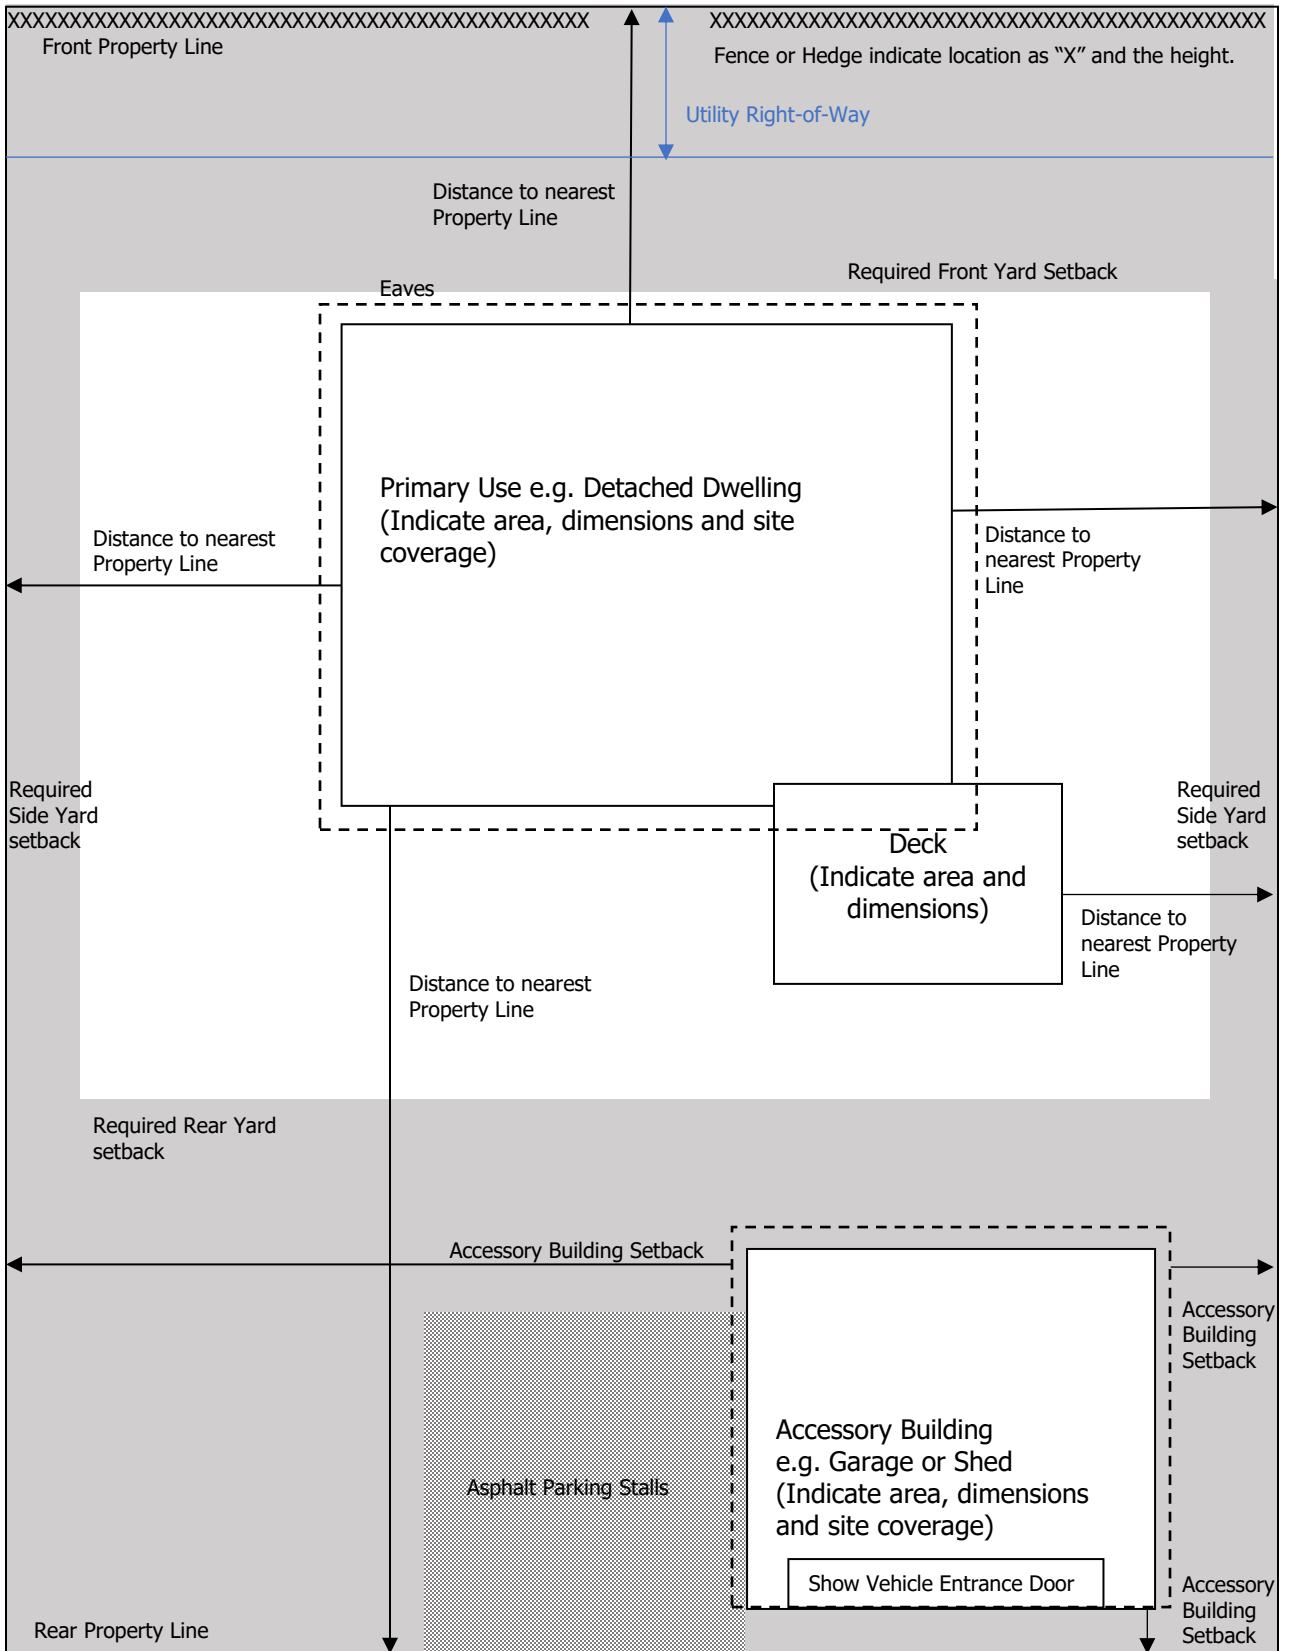 XXXXXXXXXXXXXXXXXXXXXXXXXXXXXXXXXXXXXXXXXX XXXXXXXXXXXXXXXXXXXXXXXXXXXXXXXXXXXXXXXX
Front Property Line
Fence or Hedge indicate location as “X” and the height.
Utility Right-of-Way
Distance to nearest
Property Line
Required Front Yard Setback
Eaves
Primary Use e.g. Detached Dwelling
(Indicate area, dimensions and site
coverage)
Distance to nearest
Property Line
Distance to
nearest Property
Line
Required
Side Yard
setback
Required
Side Yard
setback
Deck
(Indicate area and
dimensions)
Distance to
nearest Property
Line
Distance to nearest
Property Line
Required Rear Yard
setback
Accessory Building Setback
Accessory
Building
Setback
Accessory Building
e.g. Garage or Shed
(Indicate area, dimensions
and site coverage)
Asphalt Parking Stalls
Show Vehicle Entrance Door
Accessory
Building
Setback
Rear Property Line